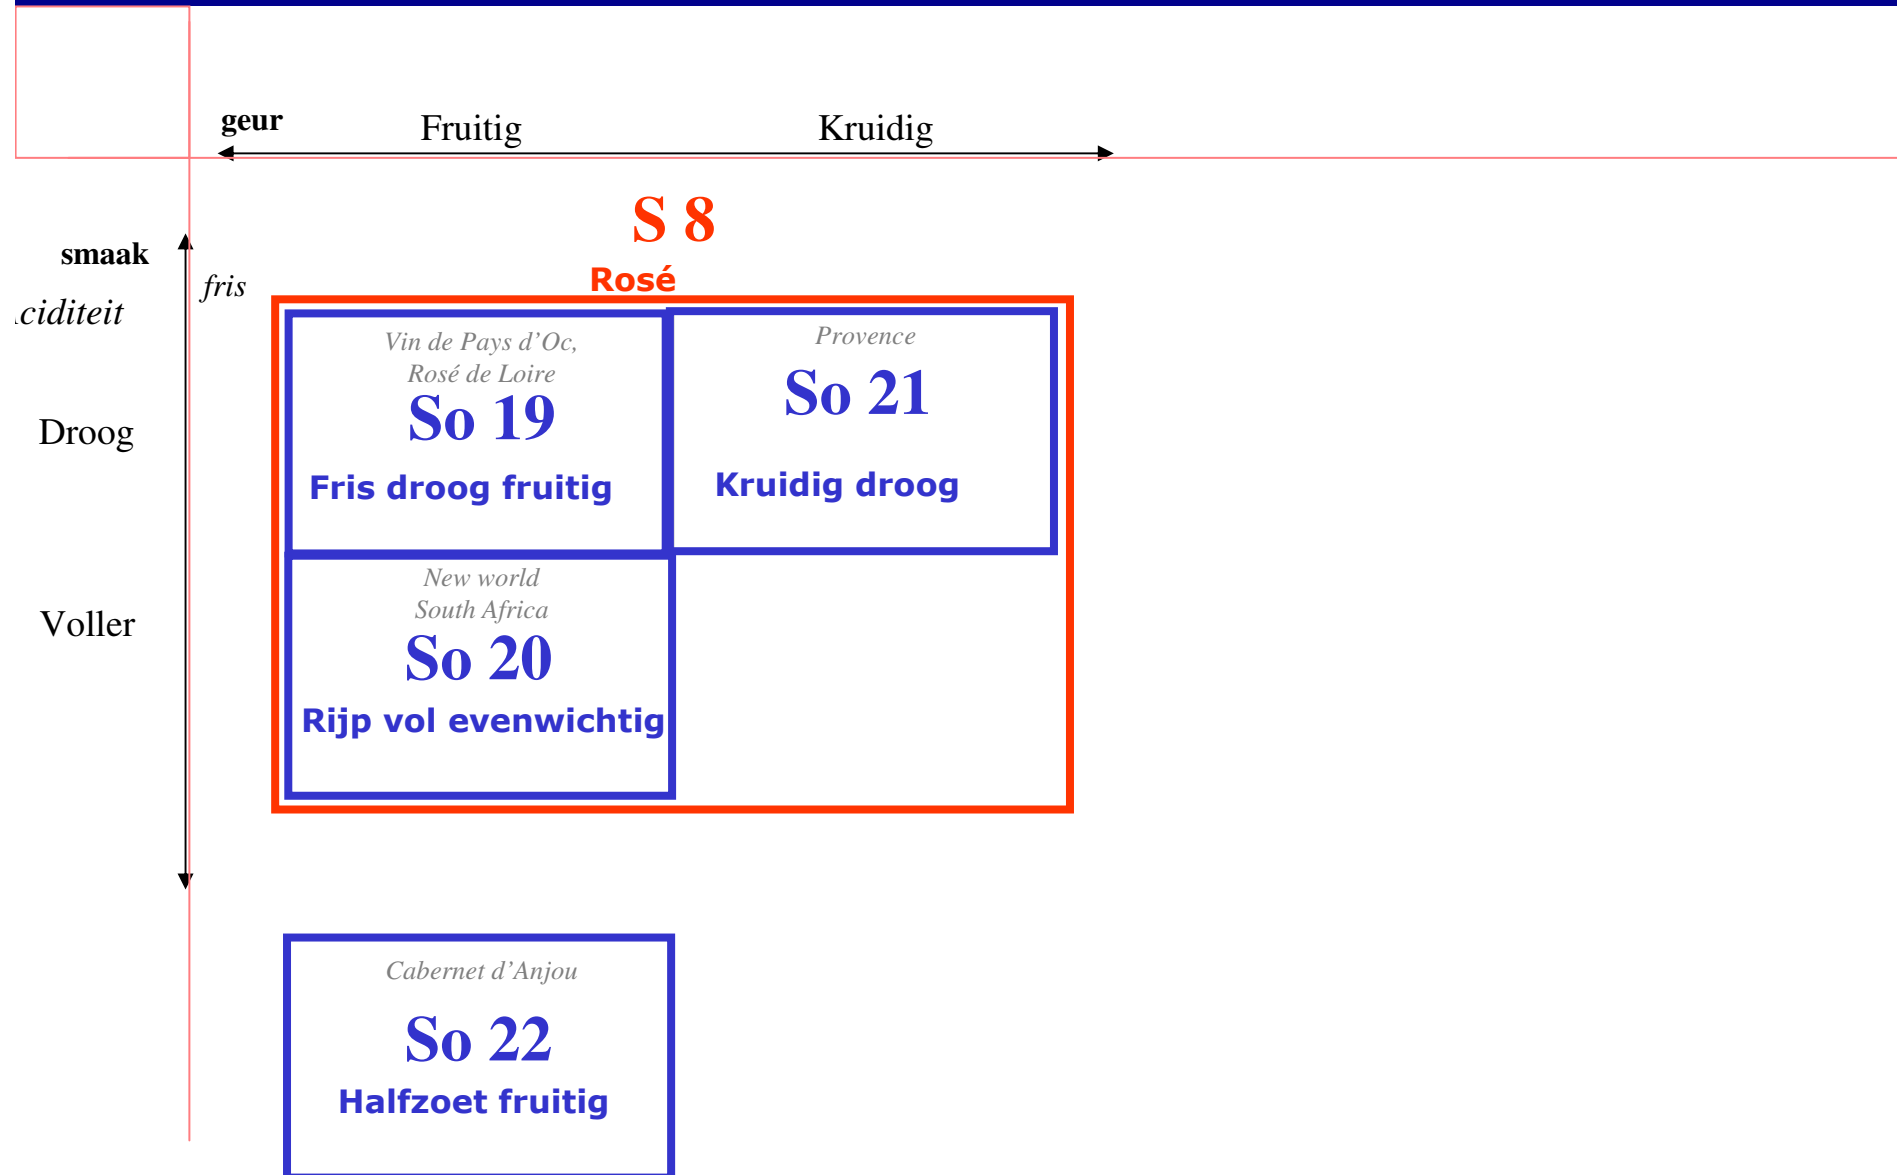 geur
Fruitig
Kruidig
S 8
smaak
fris
Rosé
ciditeit
Vin de Pays d’Oc,
Rosé de Loire
So 19
Fris droog fruitig
Provence
So 21
Kruidig droog
Droog
New world
South Africa
So 20
Rijp vol evenwichtig
Voller
Cabernet d’Anjou
So 22
Halfzoet fruitig